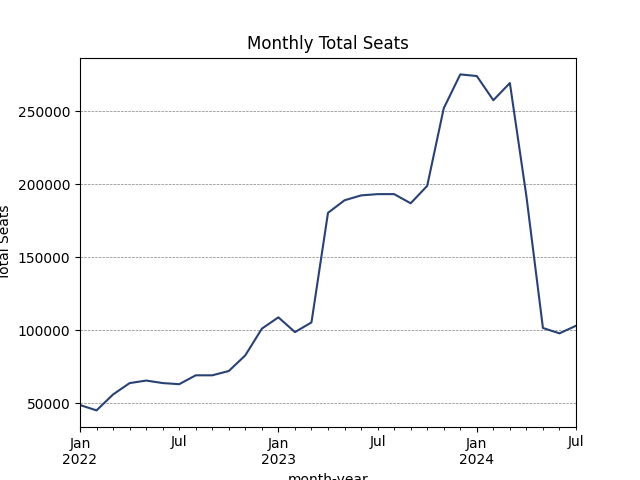 Monthly Total Seats
Total Seats
250000
200000
150000
100000
50000
Jan
2022
Jul
Jan
2023
Jul
Jan
2024
Jul
month-year